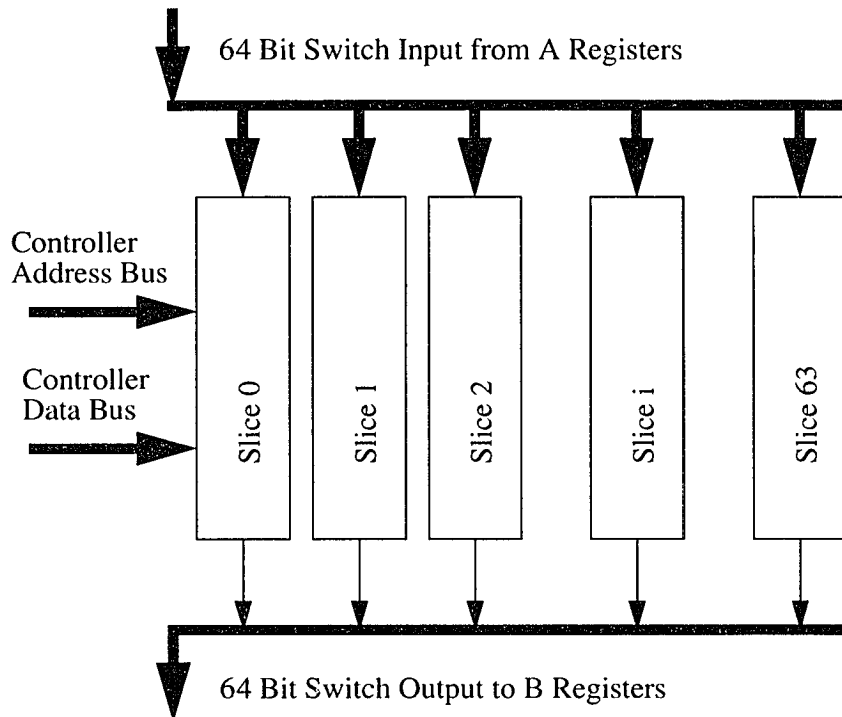 64 Bit Switch Input from A Registers
Controller
Address Bus
Controller
Data Bus
Slice 0
Slice 1
Slice 2
Slice i
Slice 63
64 Bit Switch Output to B Registers